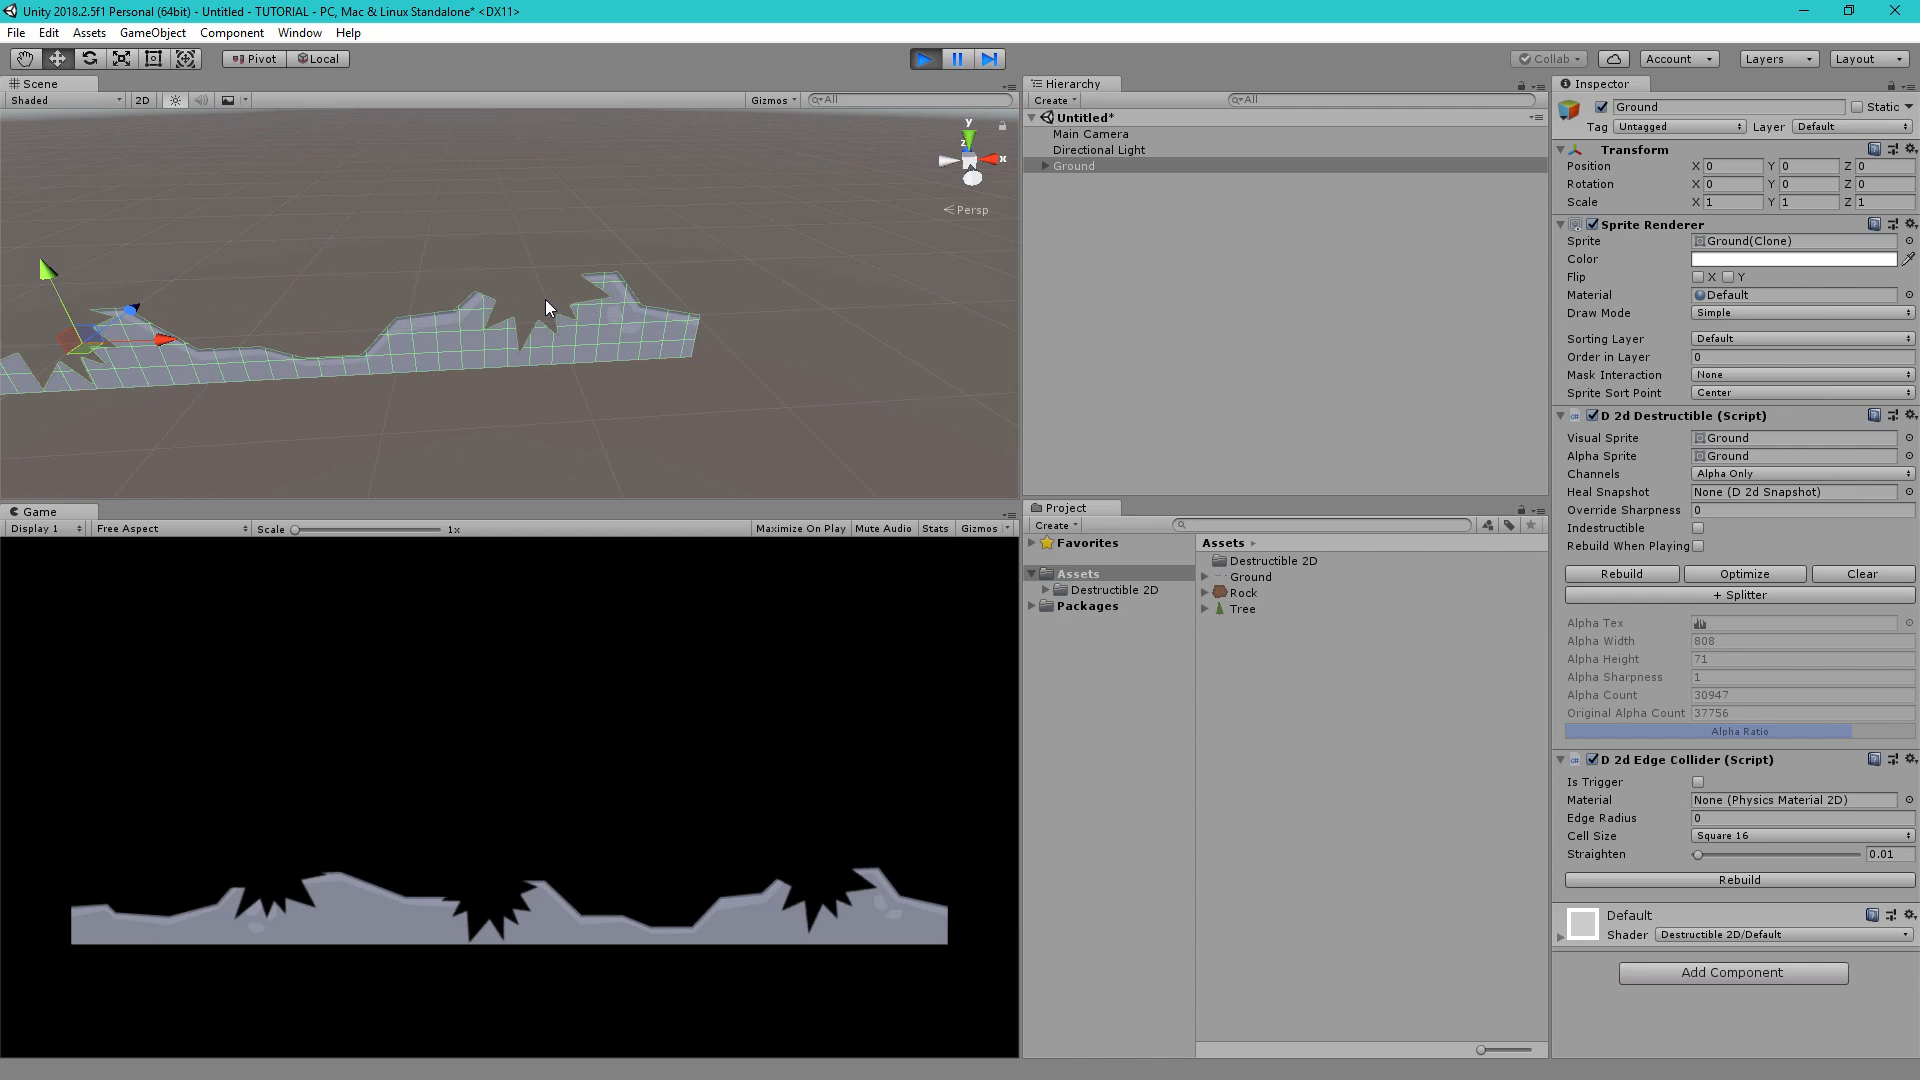 Unity 2018.2.5f1 Personal (64bit) - Untitled - TUTORIAL - PC, Mac & Linux Standalone* <DX11>
File Edit Assets GameObject Component Window Help
Pivot Local Collab Account Layers Layout
Scene
Shaded 2D Gizmos All
y
z
x
Persp
Game
Display 1 Free Aspect Scale 1x Maximize On Play Mute Audio Stats Gizmos
Hierarchy
Create All
Untitled*
Main Camera
Directional Light
Ground
Project
Create
Favorites
Assets
Destructible 2D
Packages
Assets
Destructible 2D
Ground
Rock
Tree
Inspector
Ground Static
Tag Untagged Layer Default
Transform
Position X 0 Y 0 Z 0
Rotation X 0 Y 0 Z 0
Scale X 1 Y 1 Z 1
Sprite Renderer
Sprite Ground(Clone)
Color
Flip X Y
Material Default
Draw Mode Simple
Sorting Layer Default
Order in Layer 0
Mask Interaction None
Sprite Sort Point Center
D 2d Destructible (Script)
Visual Sprite Ground
Alpha Sprite Ground
Channels Alpha Only
Heal Snapshot None (D 2d Snapshot)
Override Sharpness 0
Indestructible
Rebuild When Playing
Rebuild Optimize Clear
+ Splitter
Alpha Tex
Alpha Width 808
Alpha Height 71
Alpha Sharpness 1
Alpha Count 30947
Original Alpha Count 37756
Alpha Ratio
D 2d Edge Collider (Script)
Is Trigger
Material None (Physics Material 2D)
Edge Radius 0
Cell Size Square 16
Straighten 0.01
Rebuild
Default
Shader Destructible 2D/Default
Add Component